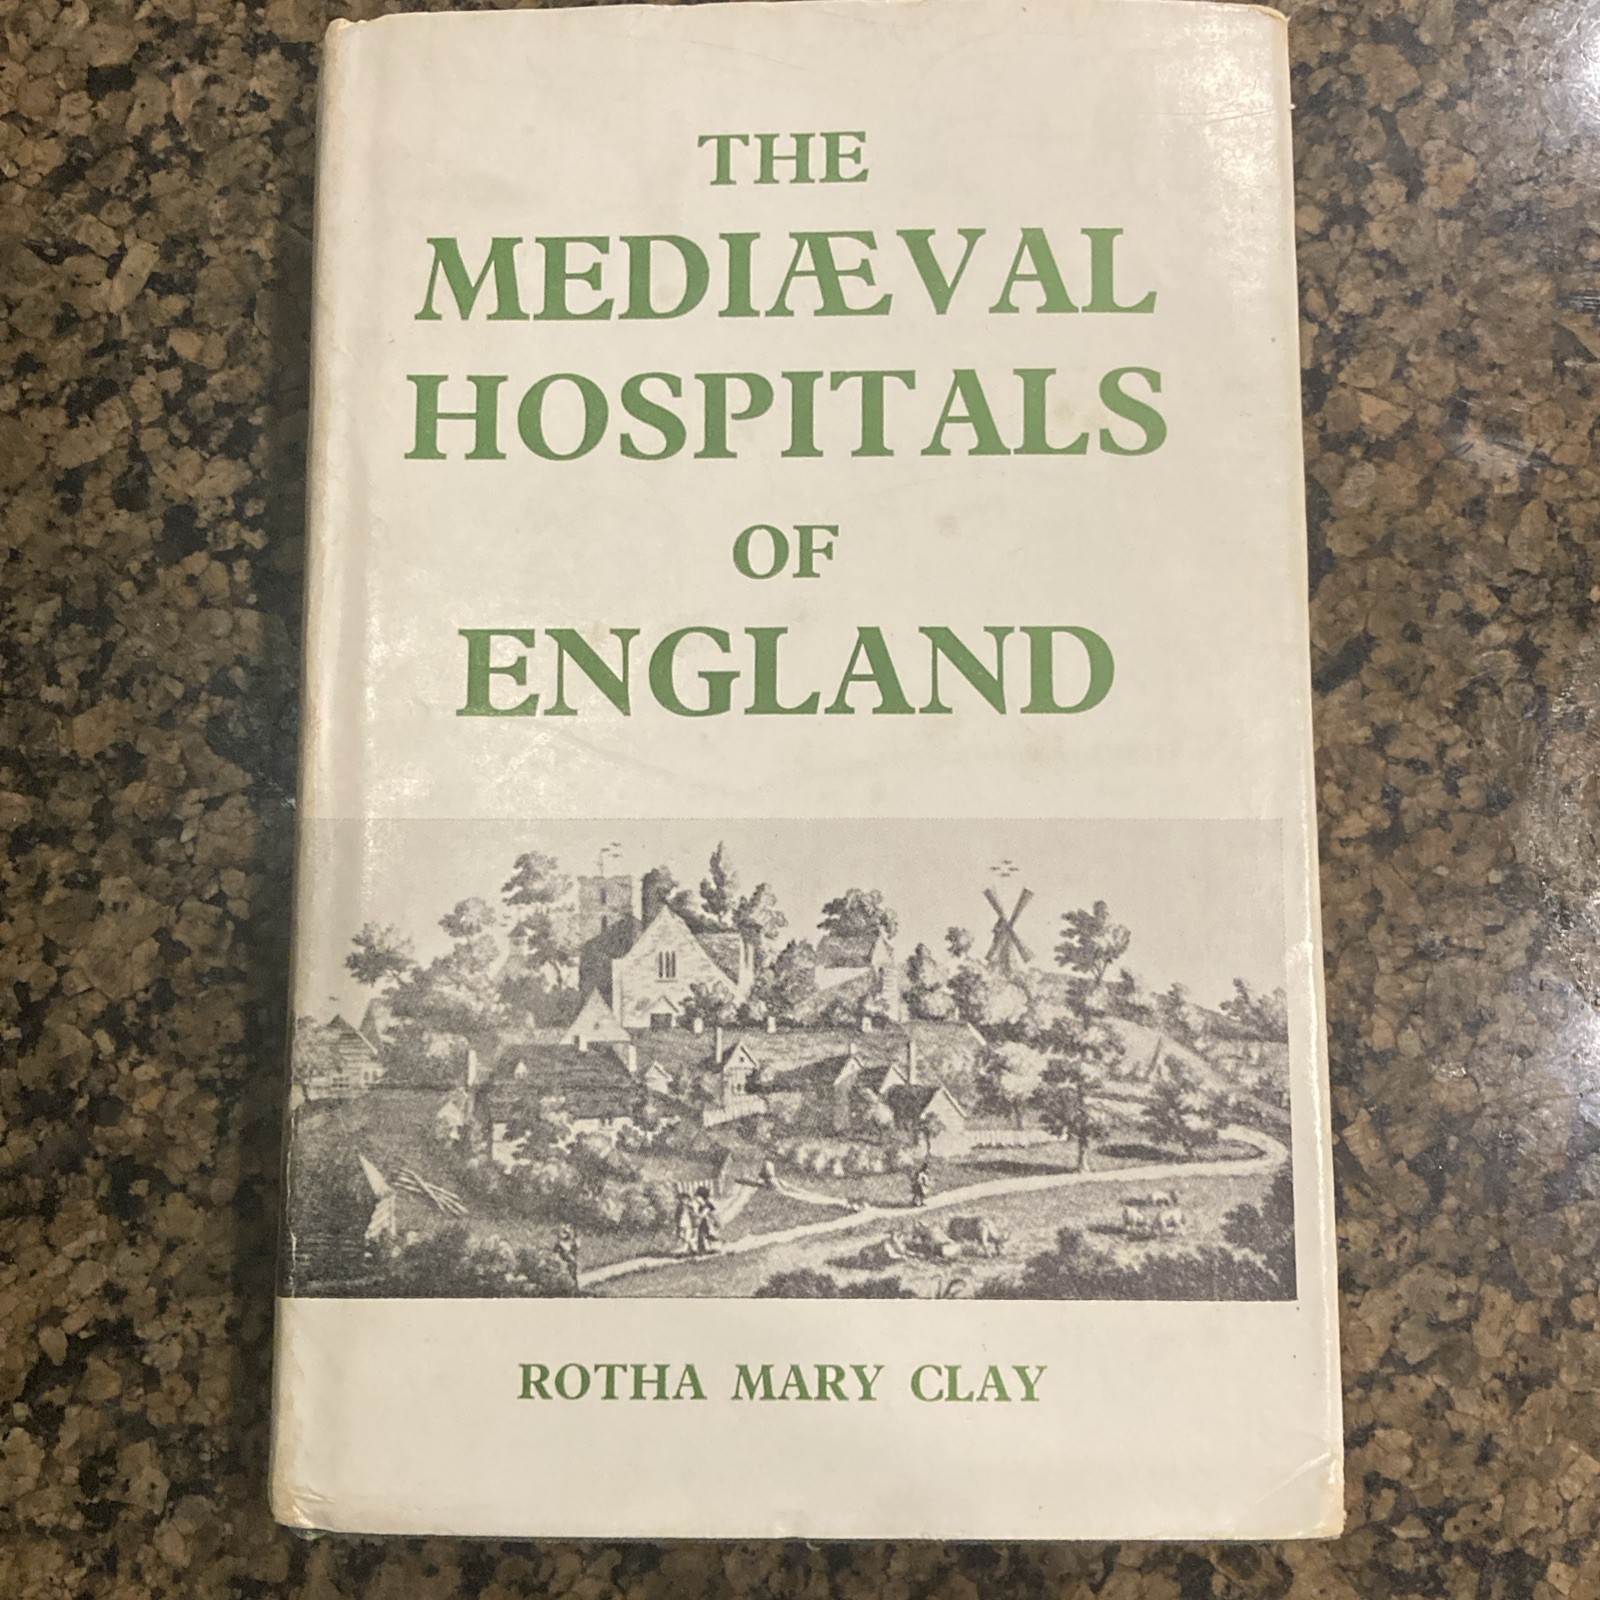 THE
MEDIÆVAL
HOSPITALS
OF
ENGLAND
ROTHA MARY CLAY